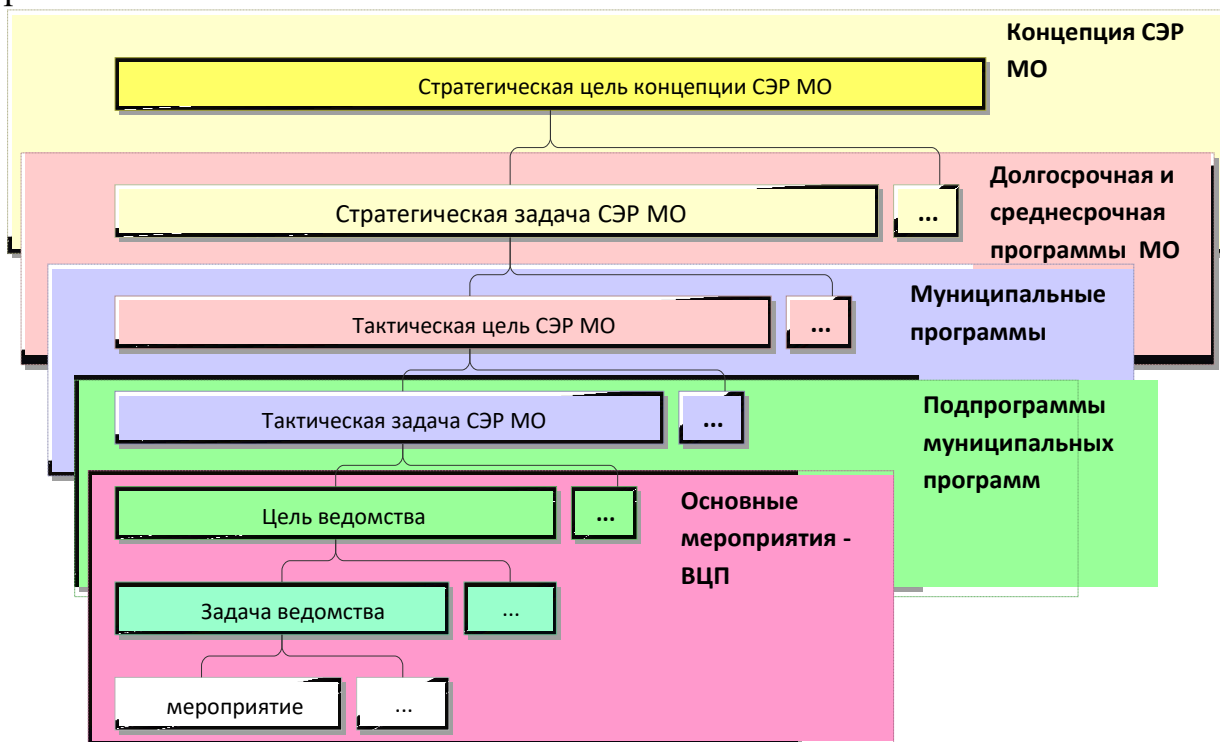 Концепция СЭР
МО
Стратегическая цель концепции СЭР МО
Долгосрочная и
среднесрочная
программы МО
Стратегическая задача СЭР МО
...
Муниципальные
программы
Тактическая цель СЭР МО
...
Подпрограммы
муниципальных
программ
Тактическая задача СЭР МО
...
Основные
мероприятия -
ВЦП
Цель ведомства
...
Задача ведомства
...
мероприятие
...